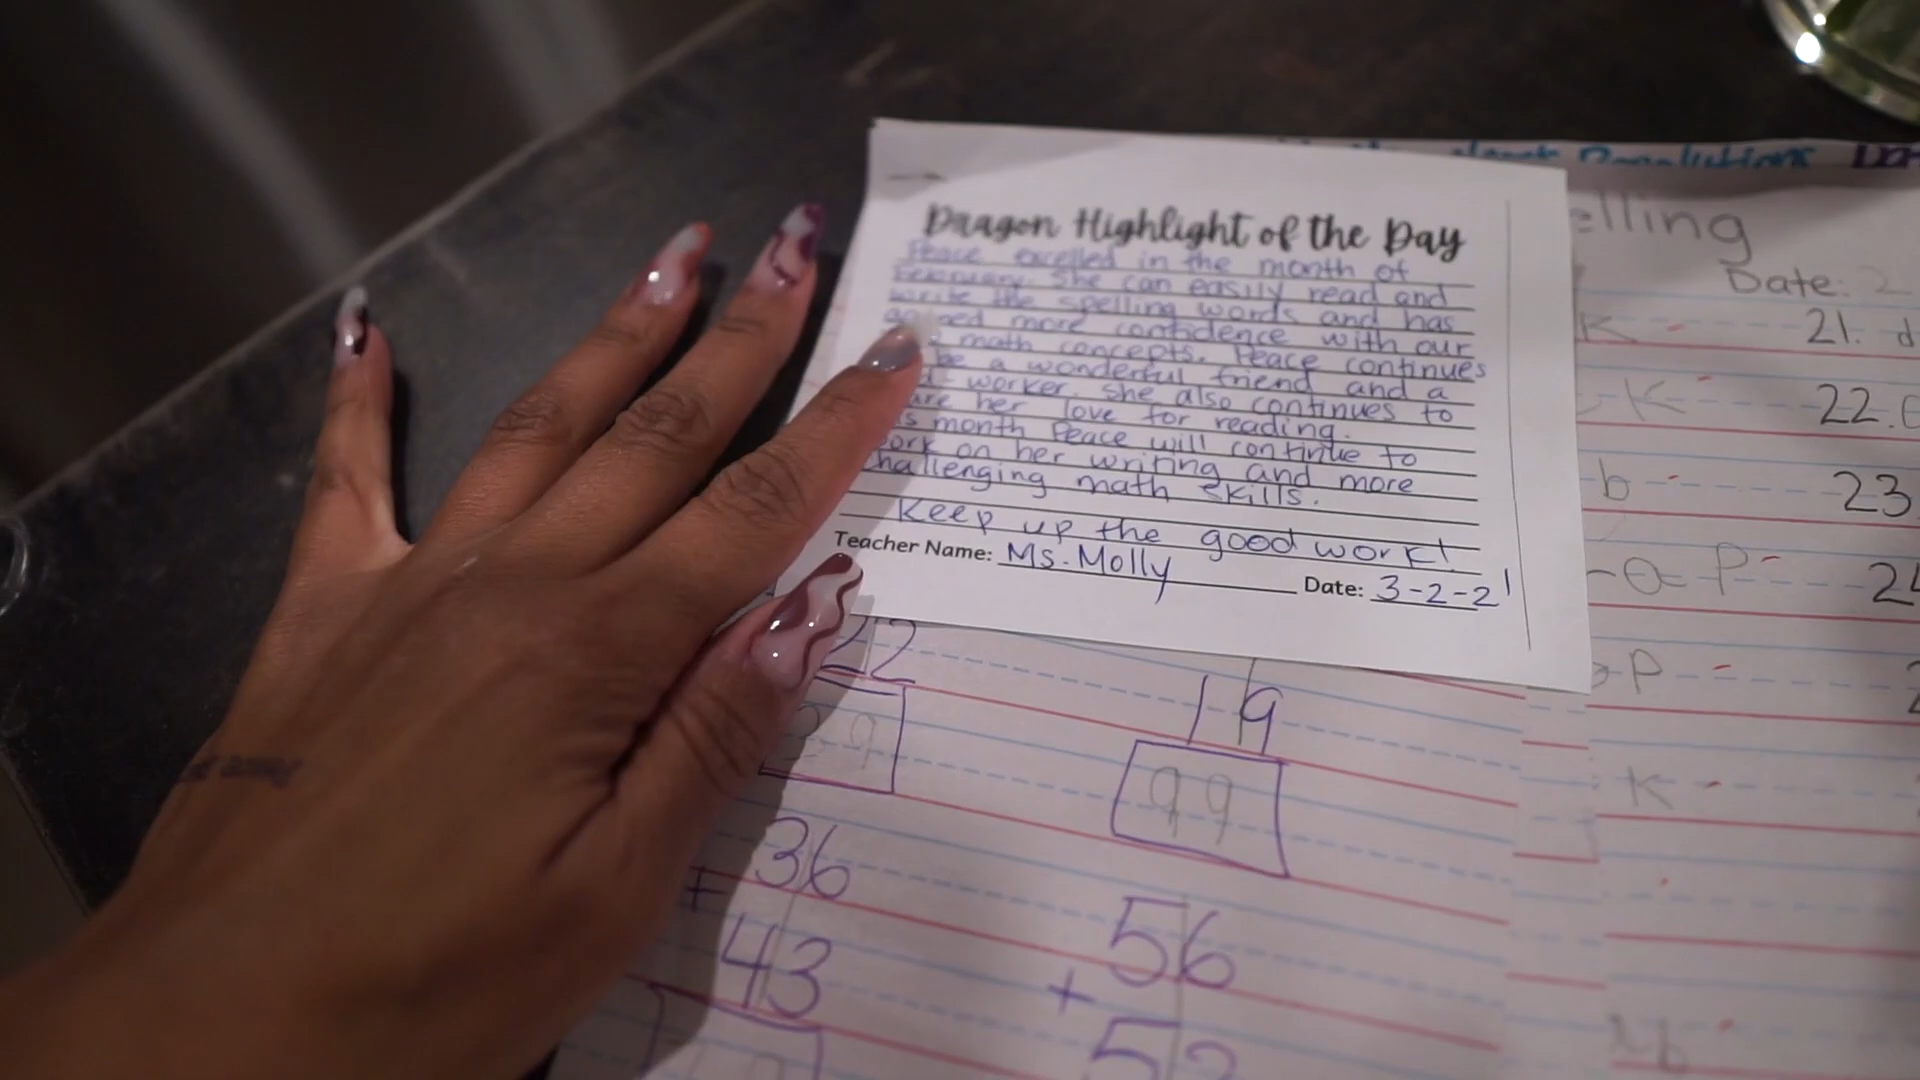 Dragon Highlight of the Day
Peace excelled in the month of
February. She can easily read and
write the spelling words and has
gained more confidence with our
math concepts. Peace continues
be a wonderful friend and a
worker. She also continues to
her love for reading.
month Peace will continue to
on her writing and more
challenging math skills.
Keep up the good work!
Teacher Name: Ms. Molly
Date: 3-2-21
elling
Date: 2
K - 21. d
- K - 22.
b - 23.
- a p -
p -
K -
22
19
99
+ 36
43
+ 56